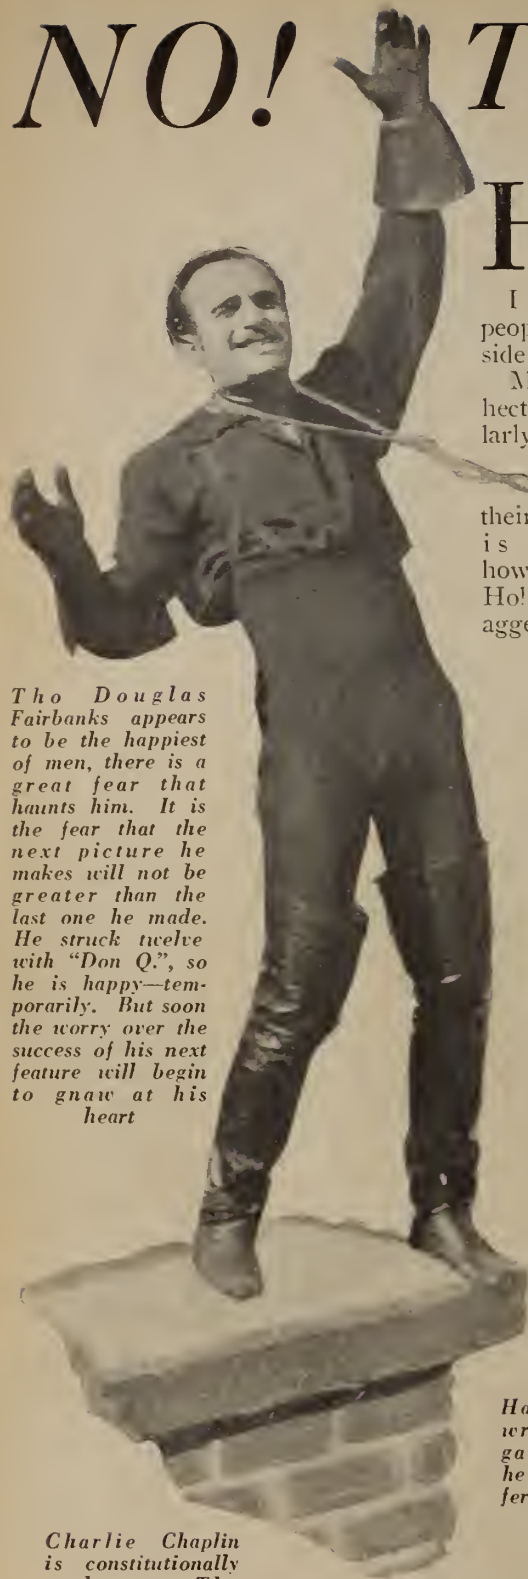 NO! T
H
I
peop
side
M
hect
larly
their
is
how
Ho!
agge
Tho Douglas
Fairbanks appears
to be the happiest
of men, there is a
great fear that
haunts him. It is
the fear that the
next picture he
makes will not be
greater than the
last one he made.
He struck twelve
with "Don Q.", so
he is happy—tem-
porarily. But soon
the worry over the
success of his next
feature will begin
to gnaw at his
heart
Ha
wr
ga
he
fer
Charlie Chaplin
is constitutionally